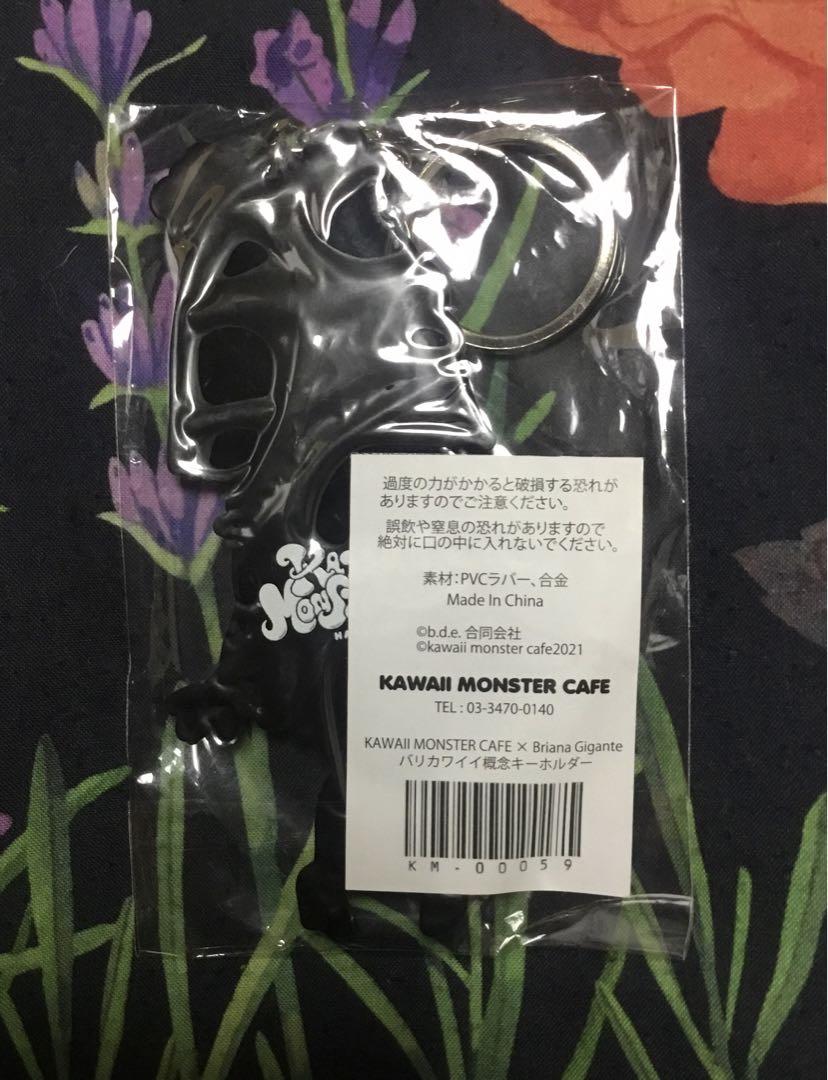 過度の力がかかると破損する恐れが
ありますのでご注意ください。
誤飲や窒息の恐れがありますので
絶対に口の中に入れないでください。
素材:PVCラバー、合金
Made In China
©b.d.e. 合同会社
©kawaii monster cafe2021
KAWAII MONSTER CAFE
TEL : 03-3470-0140
KAWAII MONSTER CAFE × Briana Gigante
バリカワイイ概念キーホルダー
KM-00059